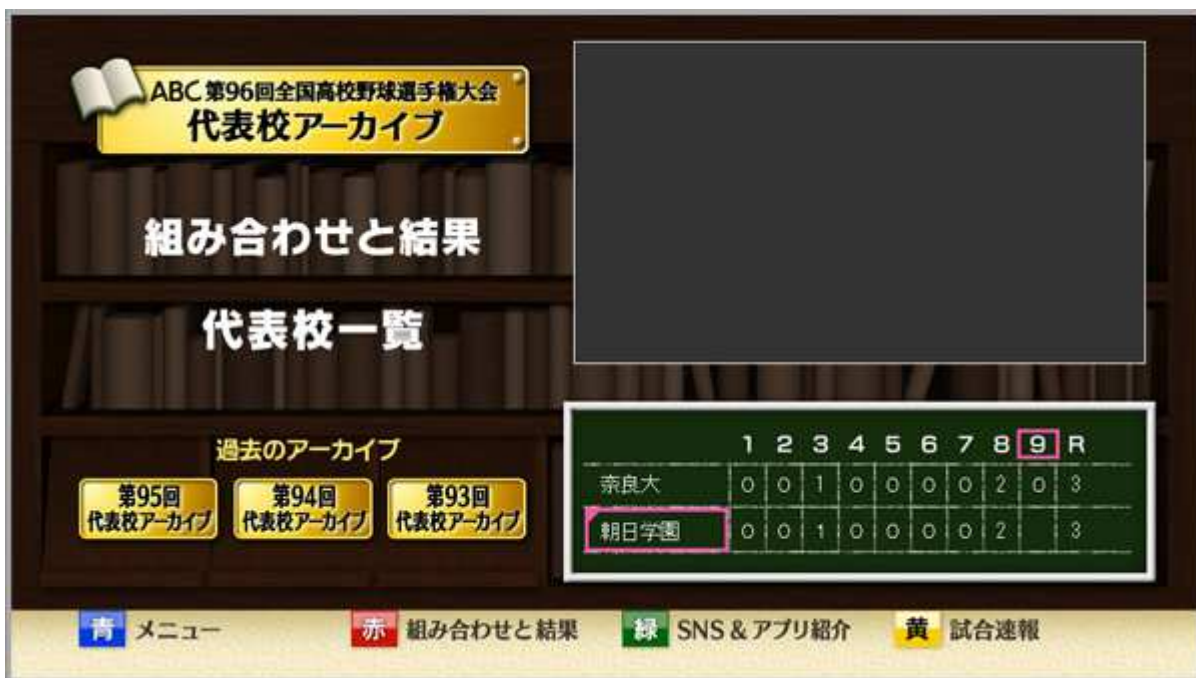 ABC第96回全国高校野球選手権大会
代表校アーカイブ
組み合わせと結果
代表校一覧
過去のアーカイブ
第95回
代表校アーカイブ
第94回
代表校アーカイブ
第93回
代表校アーカイブ
1 2 3 4 5 6 7 8 9 R
奈良大 0 0 1 0 0 0 0 2 0 3
朝日学園 0 0 1 0 0 0 0 2 3
青 メニュー 赤 組み合わせと結果 緑 SNS & アプリ紹介 黄 試合速報